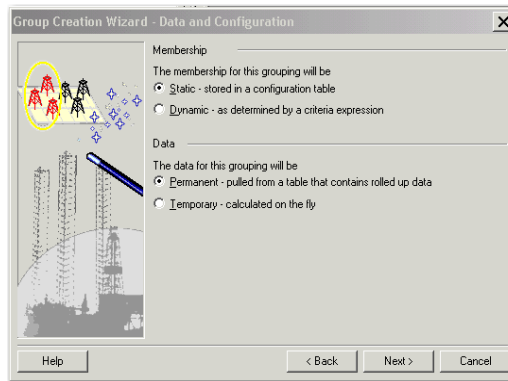 Group Creation Wizard - Data and Configuration
Membership
The membership for this grouping will be
Static - stored in a configuration table
Dynamic - as determined by a criteria expression
Data
The data for this grouping will be
Permanent - pulled from a table that contains rolled up data
Temporary - calculated on the fly
Help
< Back
Next >
Cancel